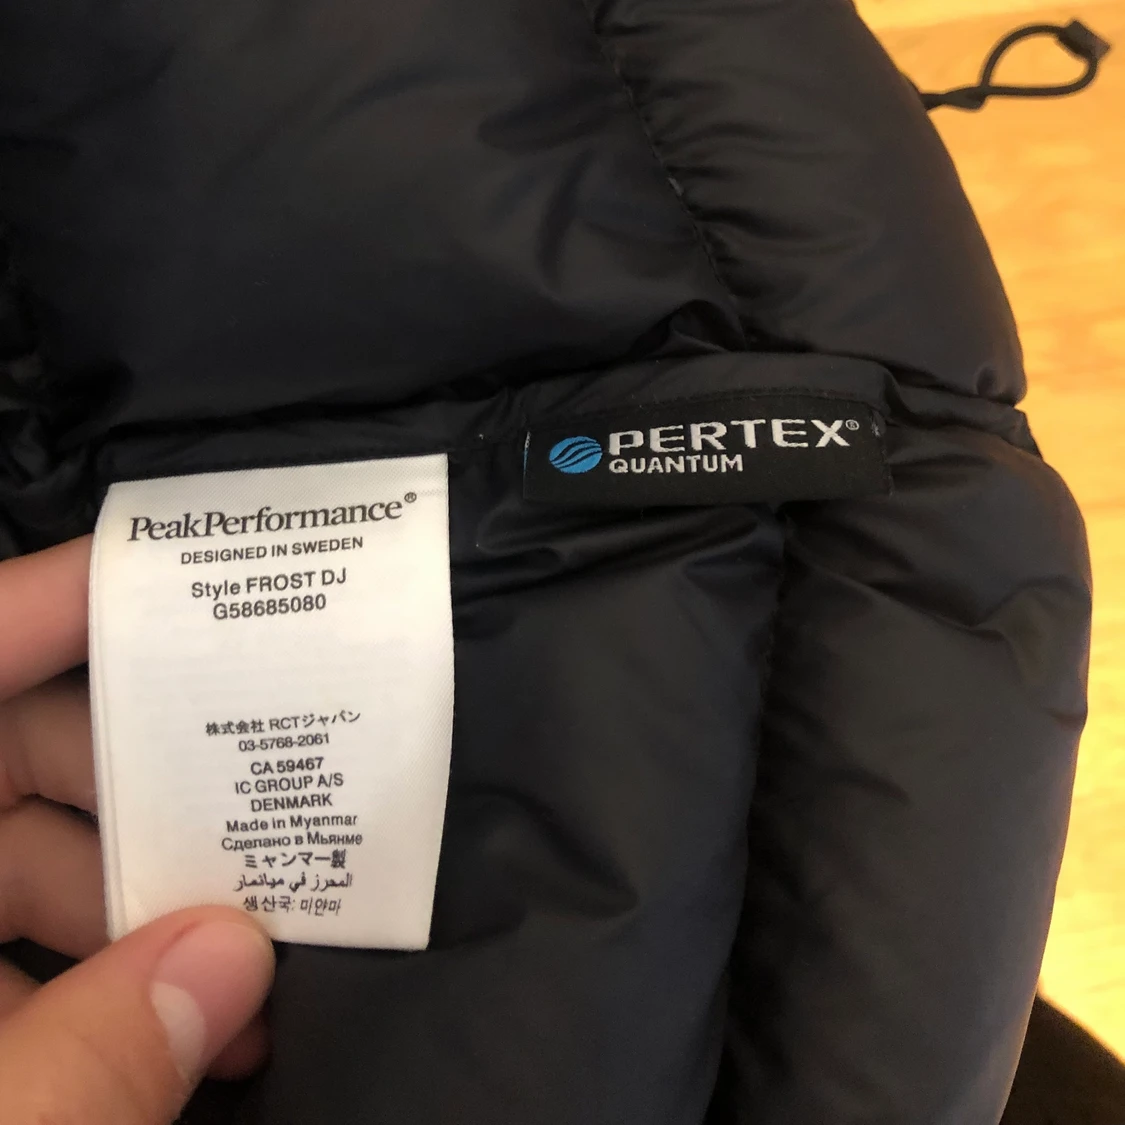 PERTEX®
QUANTUM
PeakPerformance®
DESIGNED IN SWEDEN
Style FROST DJ
G58685080
株式会社 RCTジャパン
03-5768-2061
CA 59467
IC GROUP A/S
DENMARK
Made in Myanmar
Сделано в Мьянме
ミャンマー製
المحرز في ميانمار
생산국: 미얀마